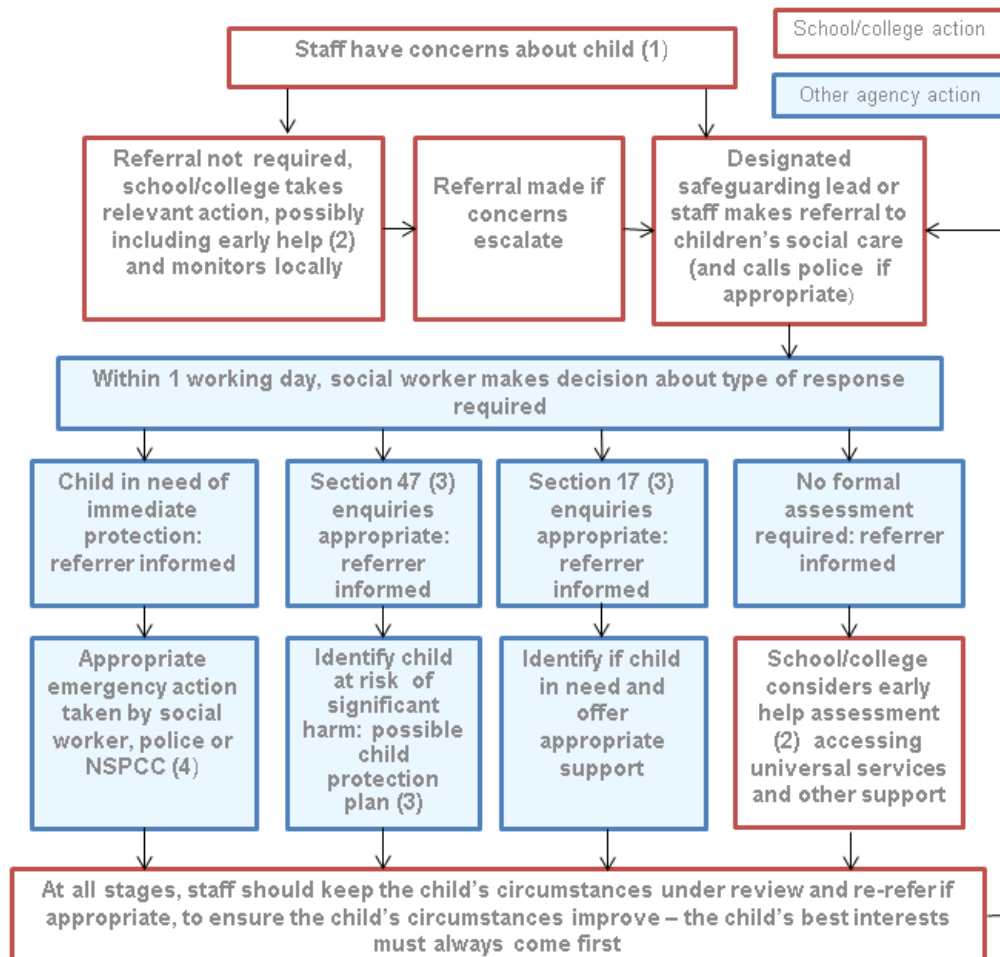 Staff have concerns about child (1)
School/college action
Other agency action
Referral not required,
school/college takes
relevant action, possibly
including early help (2)
and monitors locally
Referral made if
concerns
escalate
Designated
safeguarding lead or
staff makes referral to
children's social care
(and calls police if
appropriate)
Within 1 working day, social worker makes decision about type of response
required
Child in need of
immediate
protection:
referrer informed
Section 47 (3)
enquiries
appropriate:
referrer
informed
Section 17 (3)
enquiries
appropriate:
referrer
informed
No formal
assessment
required: referrer
informed
Appropriate
emergency action
taken by social
worker, police or
NSPCC (4)
Identify child
at risk of
significant
harm: possible
child
protection
plan (3)
Identify if child
in need and
offer
appropriate
support
School/college
considers early
help assessment
(2) accessing
universal services
and other support
At all stages, staff should keep the child's circumstances under review and re-refer if
appropriate, to ensure the child's circumstances improve – the child's best interests
must always come first